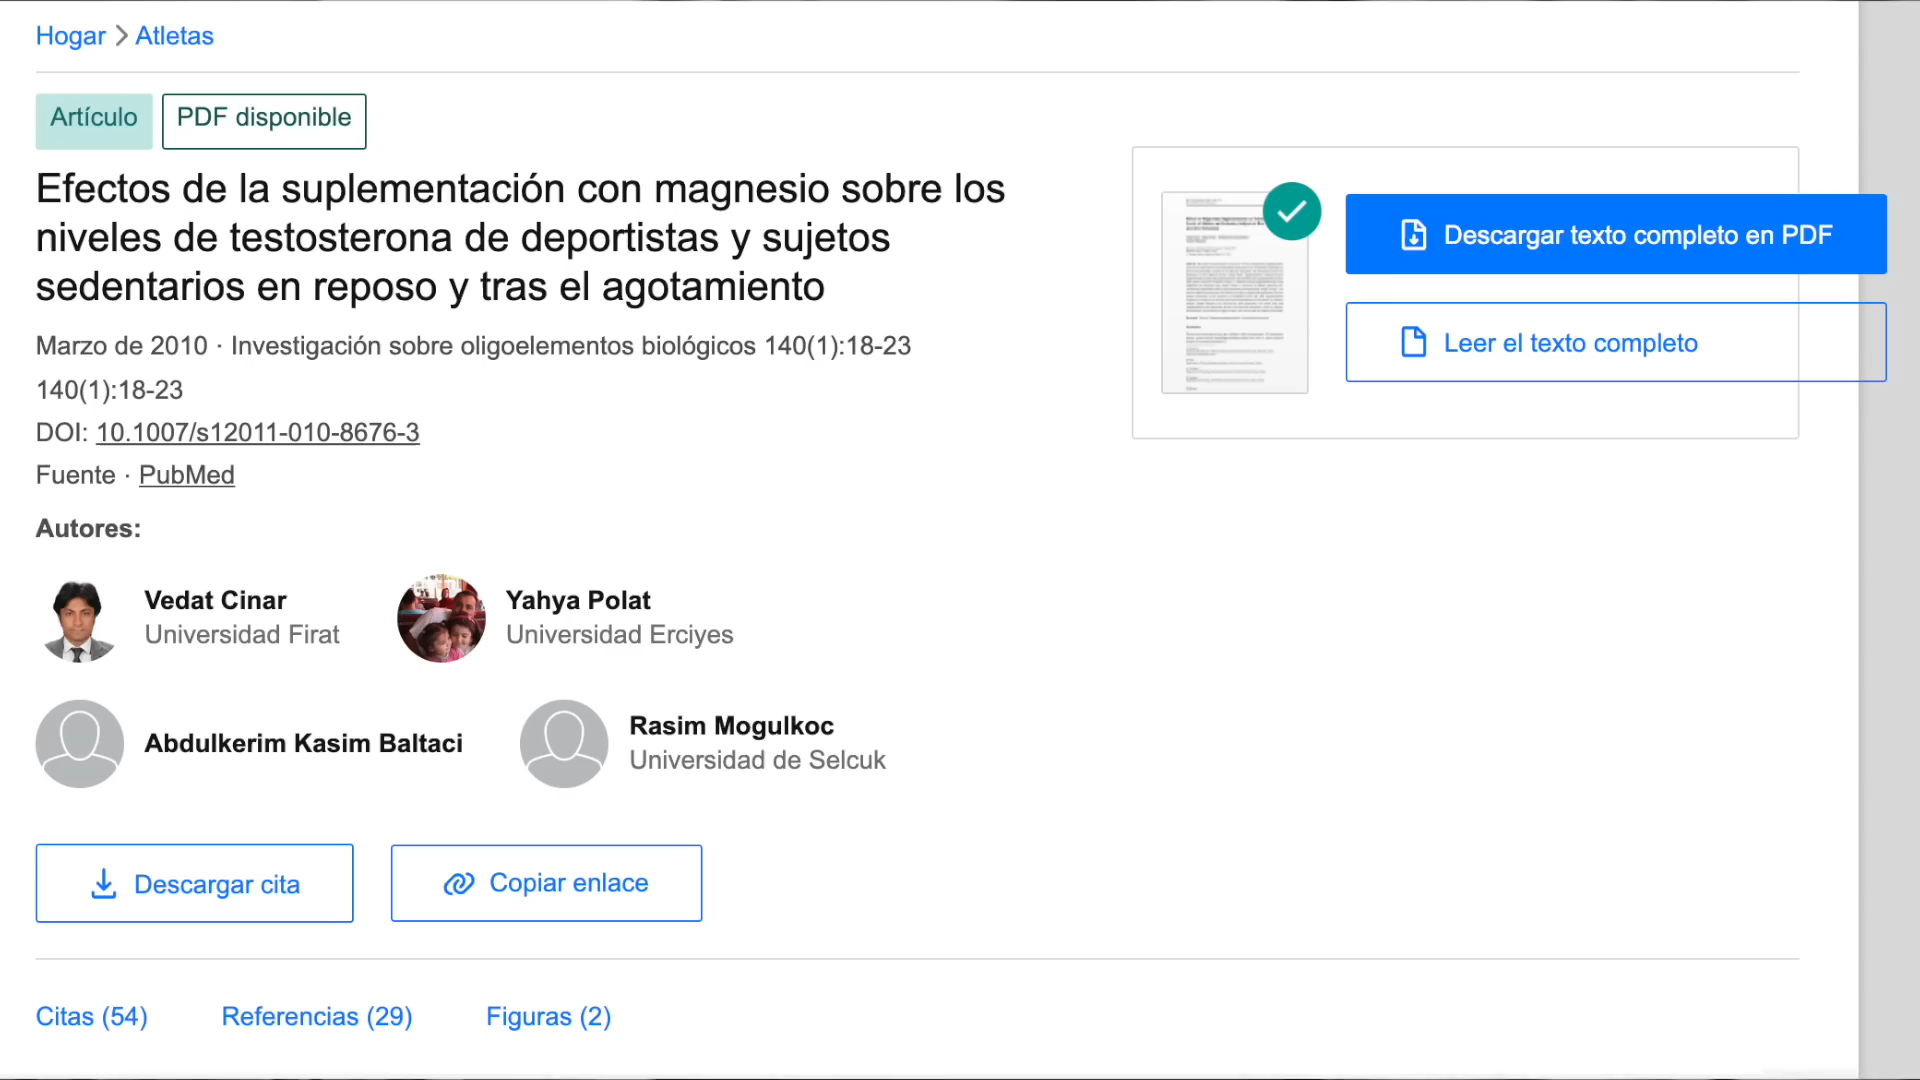 Hogar > Atletas
Artículo
PDF disponible
Efectos de la suplementación con magnesio sobre los
niveles de testosterona de deportistas y sujetos
sedentarios en reposo y tras el agotamiento
Marzo de 2010 · Investigación sobre oligoelementos biológicos 140(1):18-23
140(1):18-23
DOI: 10.1007/s12011-010-8676-3
Fuente · PubMed
Descargar texto completo en PDF
Leer el texto completo
Autores:
Vedat Cinar
Universidad Firat
Yahya Polat
Universidad Erciyes
Abdulkerim Kasim Baltaci
Rasim Mogulkoc
Universidad de Selcuk
Descargar cita
Copiar enlace
Citas (54)
Referencias (29)
Figuras (2)